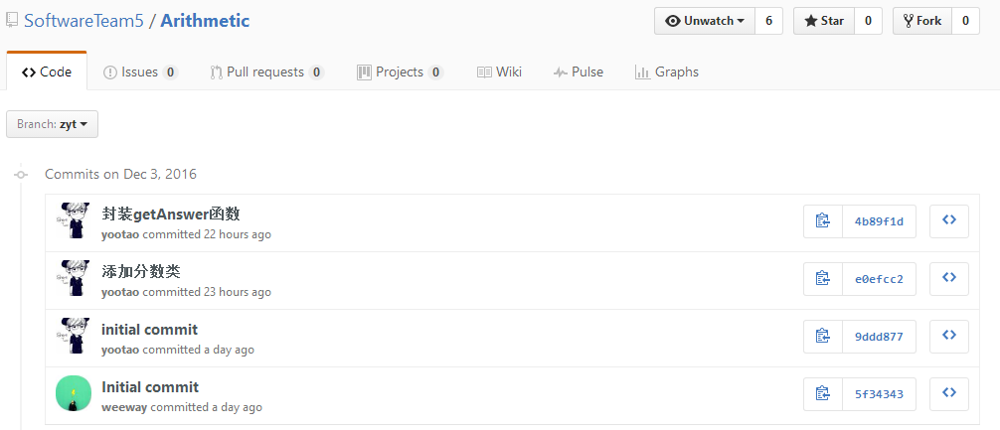 SoftwareTeam5 / Arithmetic
Unwatch 6 Star 0 Fork 0
Code Issues 0 Pull requests 0 Projects 0 Wiki Pulse Graphs
Branch: zyt
Commits on Dec 3, 2016
封装getAnswer函数
yootao committed 22 hours ago
4b89f1d
添加分数类
yootao committed 23 hours ago
e0efcc2
initial commit
yootao committed a day ago
9ddd877
Initial commit
weeway committed a day ago
5f34343